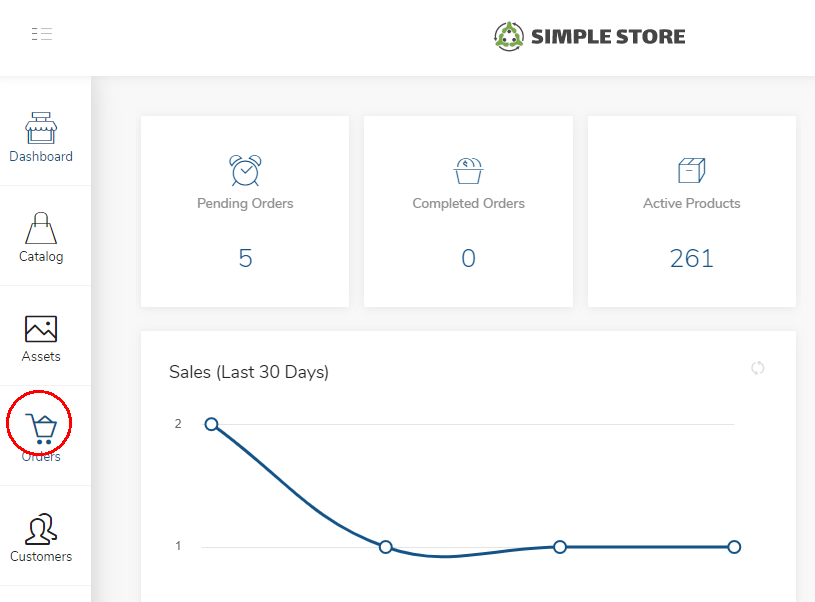 SIMPLE STORE
Dashboard
Catalog
Assets
Orders
Customers
Pending Orders
5
Completed Orders
0
Active Products
261
Sales (Last 30 Days)
2
1